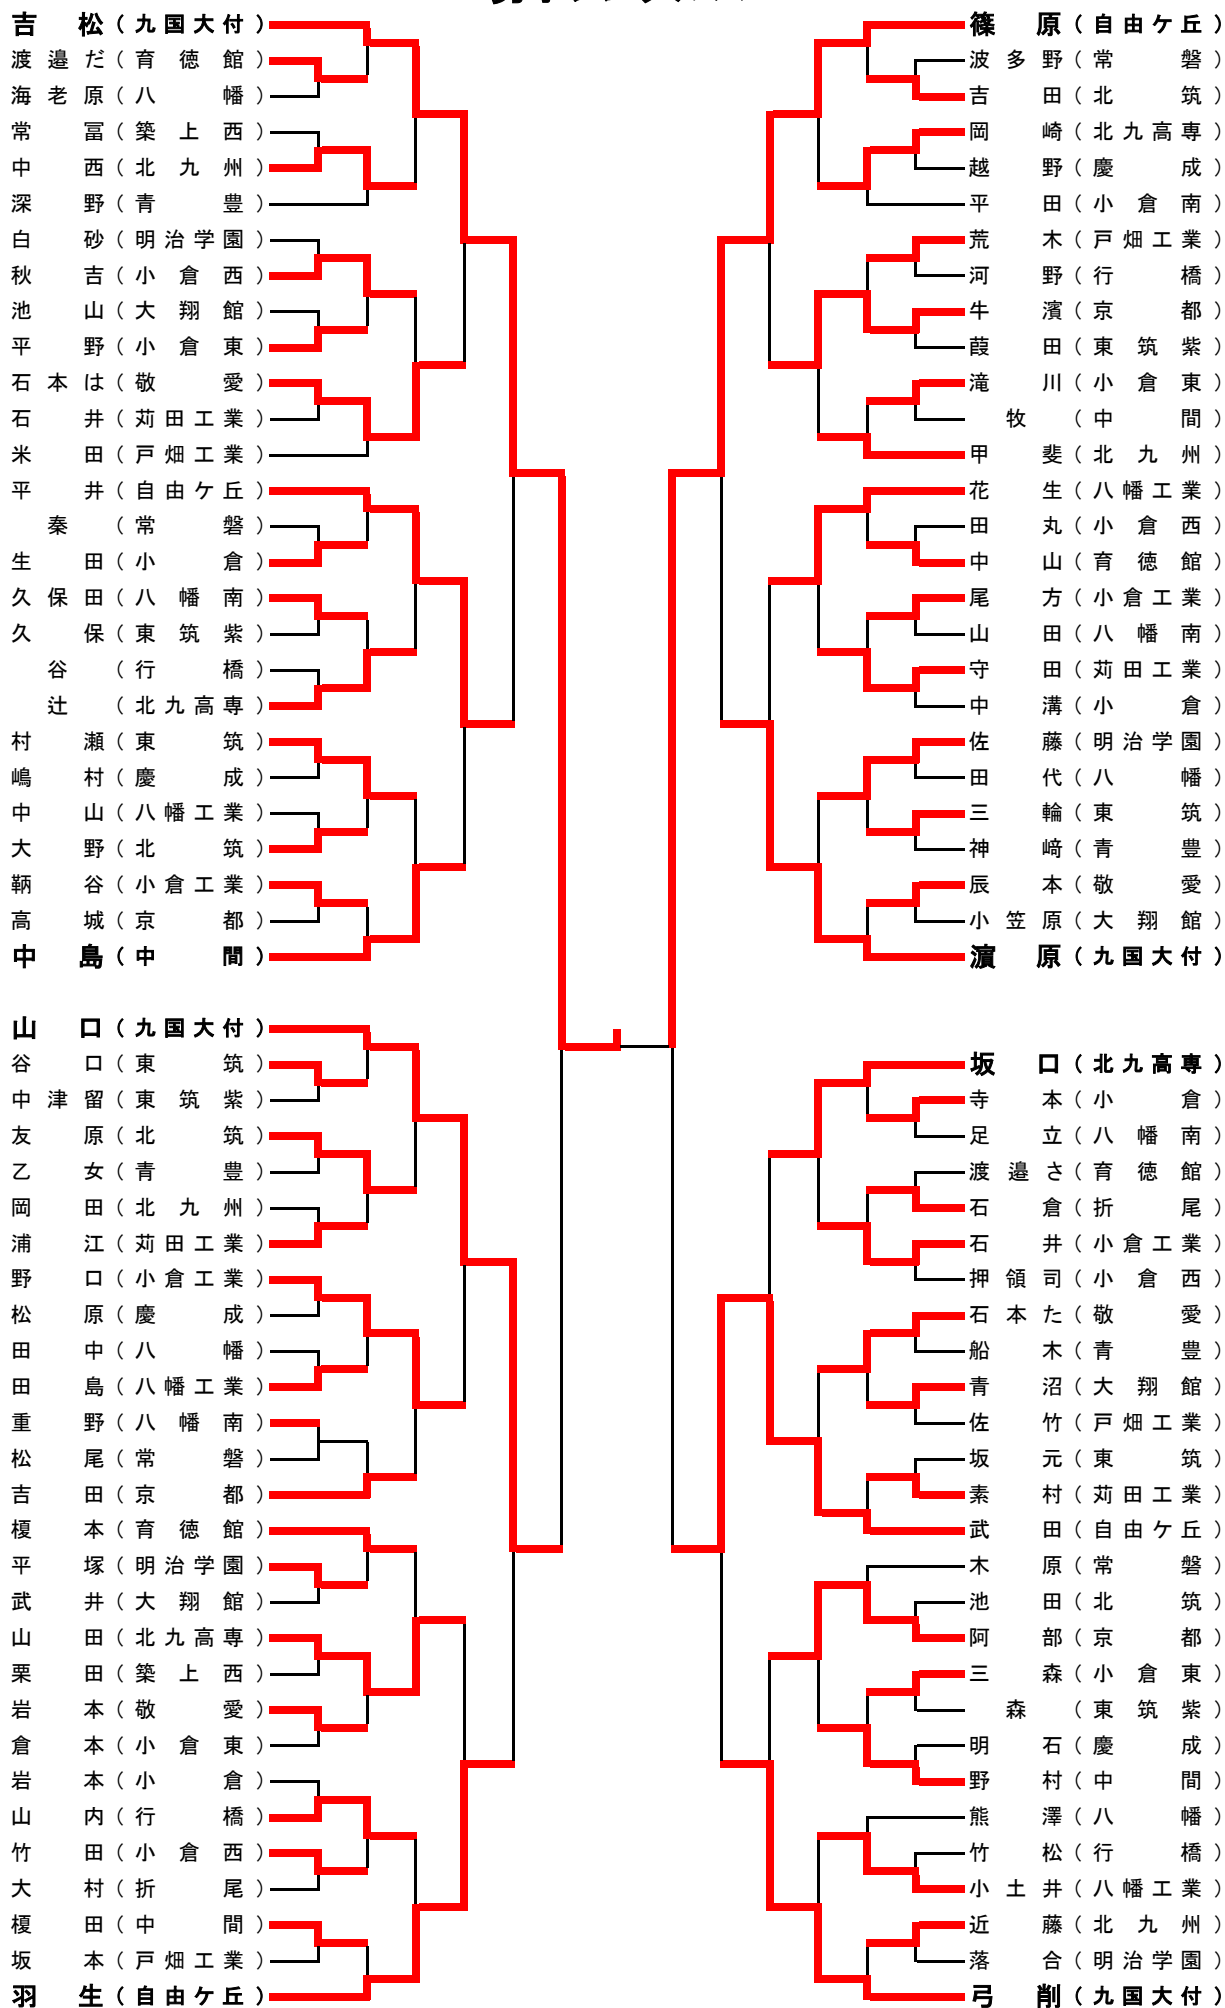 吉松（九国大付）
渡邉だ（育徳館）
海老原（八幡）
常冨（築上西）
中西（北九州）
深野（青豊）
白砂（明治学園）
秋吉（小倉西）
池山（大翔館）
平野（小倉東）
石本は（敬愛）
石井（苅田工業）
米田（戸畑工業）
平井（自由ケ丘）
秦（常磐）
生田（小倉）
久保田（八幡南）
久保（東筑紫）
谷（行橋）
辻（北九高専）
村瀬（東筑）
嶋村（慶成）
中山（八幡工業）
大野（北筑）
鞆谷（小倉工業）
高城（京都）
中島（中間）
山口（九国大付）
谷口（東筑）
中津留（東筑紫）
友原（北筑）
乙女（青豊）
岡田（北九州）
浦江（苅田工業）
野口（小倉工業）
松原（慶成）
田中（八幡）
田島（八幡工業）
重野（八幡南）
松尾（常磐）
吉田（京都）
榎本（育徳館）
平塚（明治学園）
武井（大翔館）
山田（北九高専）
栗田（築上西）
岩本（敬愛）
倉本（小倉東）
岩本（小倉）
山内（行橋）
竹田（小倉西）
大村（折尾）
榎田（中間）
坂本（戸畑工業）
羽生（自由ケ丘）
篠原（自由ケ丘）
波多野（常磐）
吉田（北筑）
岡崎（北九高専）
越野（慶成）
平田（小倉南）
荒木（戸畑工業）
河野（行橋）
牛濱（京都）
葭田（東筑紫）
滝川（小倉東）
牧（中間）
甲斐（北九州）
花生（八幡工業）
田丸（小倉西）
中山（育徳館）
尾方（小倉工業）
山田（八幡南）
守田（苅田工業）
中溝（小倉）
佐藤（明治学園）
田代（八幡）
三輪（東筑）
神﨑（青豊）
辰本（敬愛）
小笠原（大翔館）
濵原（九国大付）
坂口（北九高専）
寺本（小倉）
足立（八幡南）
渡邉さ（育徳館）
石倉（折尾）
石井（小倉工業）
押領司（小倉西）
石本た（敬愛）
船木（青豊）
青沼（大翔館）
佐竹（戸畑工業）
坂元（東筑）
素村（苅田工業）
武田（自由ケ丘）
木原（常磐）
池田（北筑）
阿部（京都）
三森（小倉東）
森（東筑紫）
明石（慶成）
野村（中間）
熊澤（八幡）
竹松（行橋）
小土井（八幡工業）
近藤（北九州）
落合（明治学園）
弓削（九国大付）